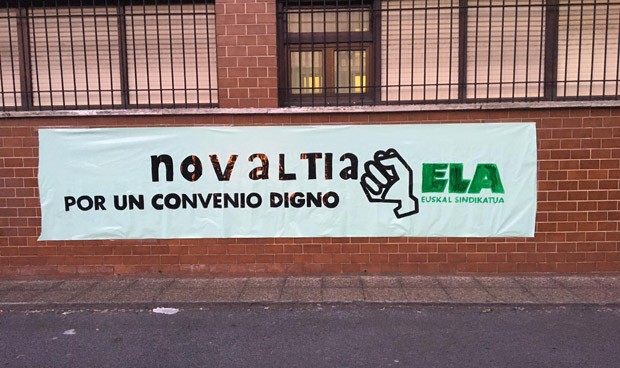 novaltia
POR UN CONVENIO DIGNO
ELA
EUSKAL SINDIKATUA